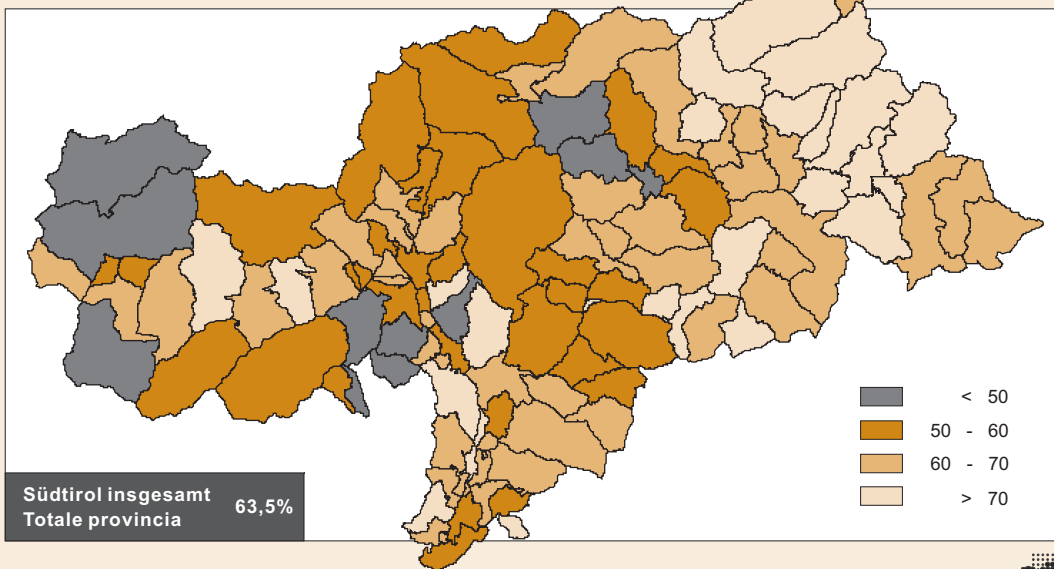 < 50
50 - 60
60 - 70
> 70
Südtirol insgesamt
Totale provincia
63,5%